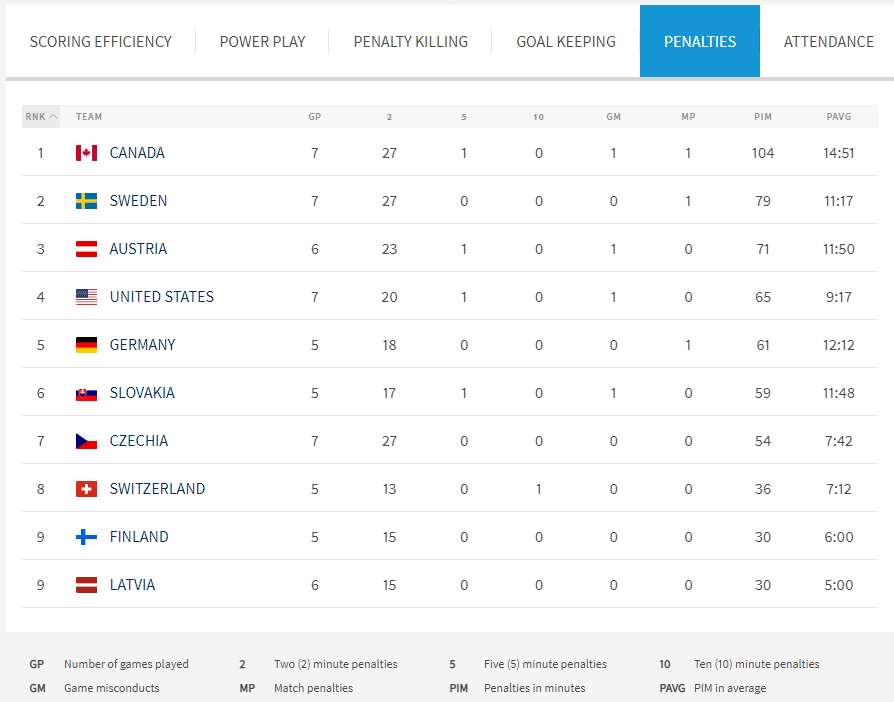 SCORING EFFICIENCY POWER PLAY PENALTY KILLING GOAL KEEPING PENALTIES ATTENDANCE
RNK TEAM GP 2 5 10 GM MP PIM PAVG
1 CANADA 7 27 1 0 1 1 104 14:51
2 SWEDEN 7 27 0 0 0 1 79 11:17
3 AUSTRIA 6 23 1 0 1 0 71 11:50
4 UNITED STATES 7 20 1 0 1 0 65 9:17
5 GERMANY 5 18 0 0 0 1 61 12:12
6 SLOVAKIA 5 17 1 0 1 0 59 11:48
7 CZECHIA 7 27 0 0 0 0 54 7:42
8 SWITZERLAND 5 13 0 1 0 0 36 7:12
9 FINLAND 5 15 0 0 0 0 30 6:00
9 LATVIA 6 15 0 0 0 0 30 5:00
GP Number of games played 2 Two (2) minute penalties 5 Five (5) minute penalties 10 Ten (10) minute penalties
GM Game misconducts MP Match penalties PIM Penalties in minutes PAVG PIM in average